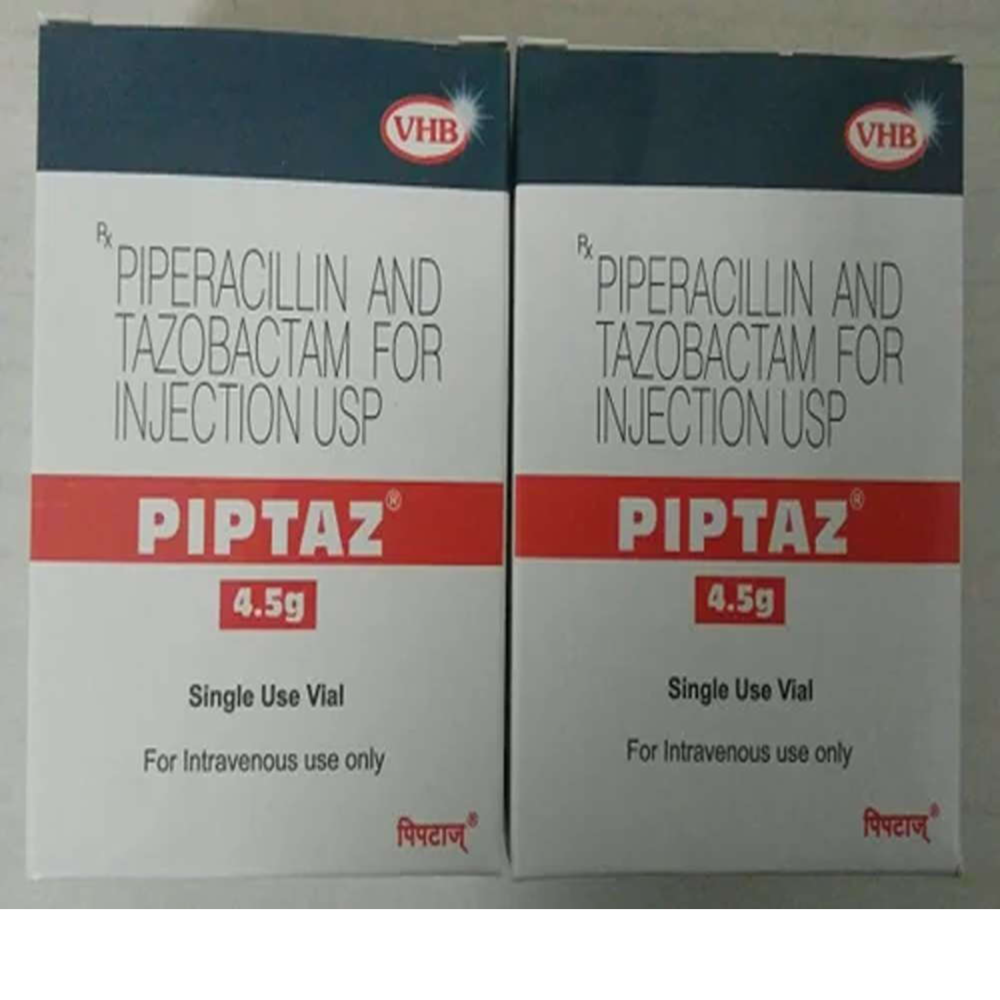 VHB
Rx
PIPERACILLIN AND
TAZOBACTAM FOR
INJECTION USP
PIPTAZ®
4.5g
Single Use Vial
For Intravenous use only
पिपटाज्®
VHB
Rx
PIPERACILLIN AND
TAZOBACTAM FOR
INJECTION USP
PIPTAZ®
4.5g
Single Use Vial
For Intravenous use only
पिपटाज्®